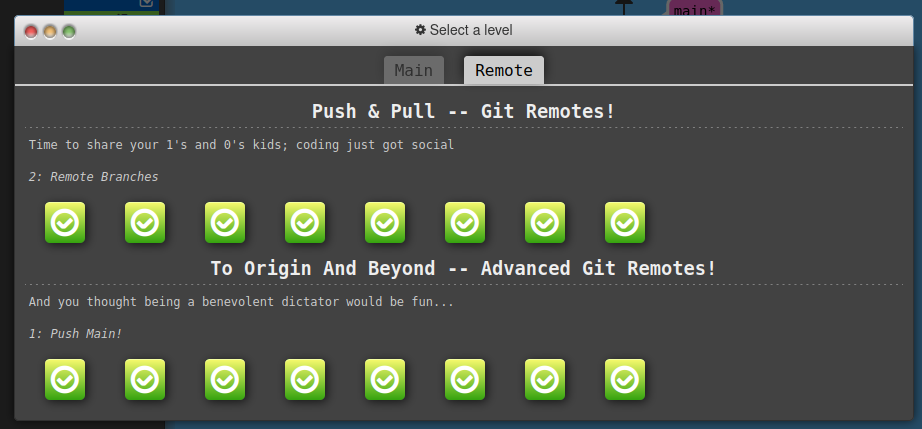 main*
Select a level
Main
Remote
Push & Pull -- Git Remotes!
Time to share your 1's and 0's kids; coding just got social
2: Remote Branches
To Origin And Beyond -- Advanced Git Remotes!
And you thought being a benevolent dictator would be fun...
1: Push Main!